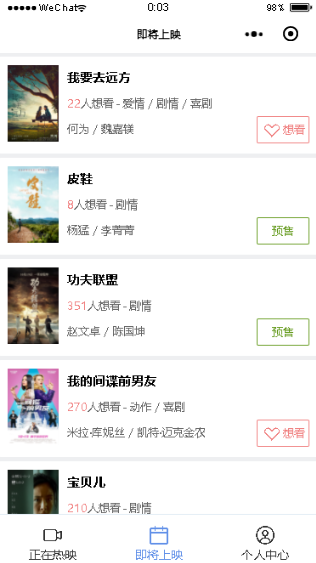 WeChat
0:03
98%
即将上映
我要去远方
22人想看 - 爱情 / 剧情 / 喜剧
何为 / 魏嘉镁
想看
皮鞋
8人想看 - 剧情
杨猛 / 李菁菁
预售
功夫联盟
351人想看 - 剧情
赵文卓 / 陈国坤
预售
我的间谍前男友
270人想看 - 动作 / 喜剧
米拉·库妮丝 / 凯特·迈克金农
想看
宝贝儿
210人想看 - 剧情
正在热映
即将上映
个人中心